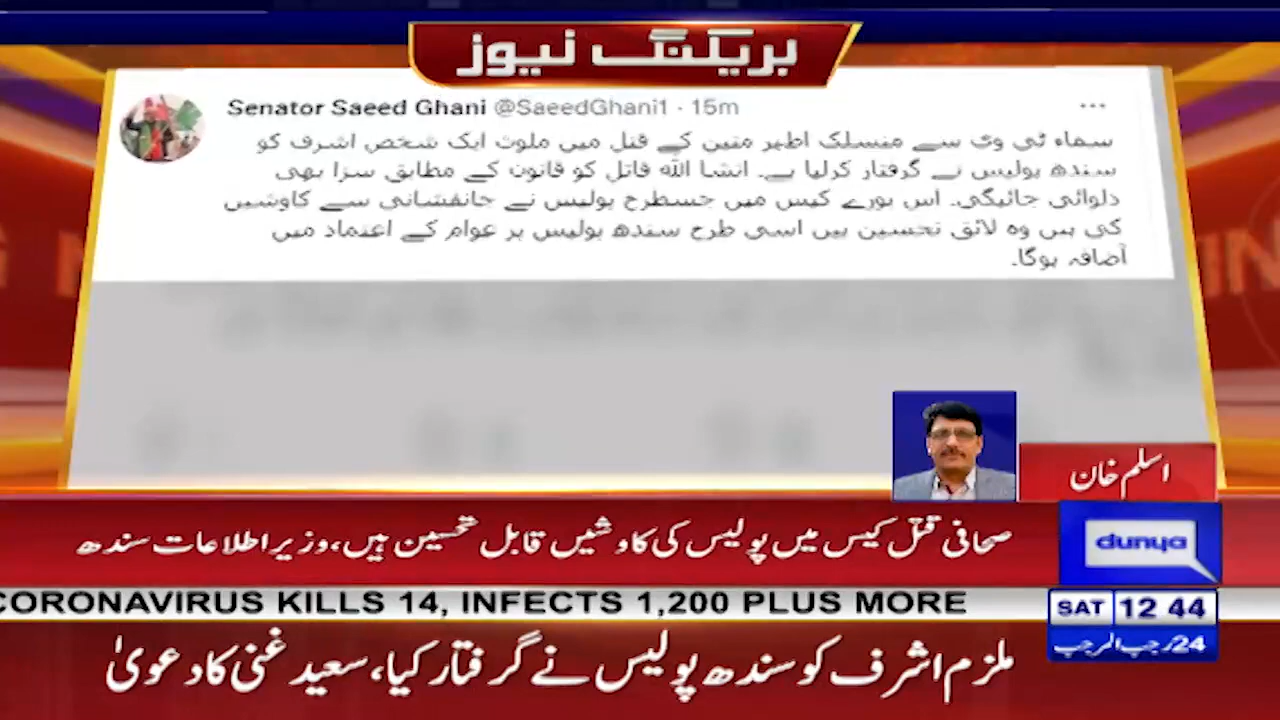 بریکنگ نیوز
Senator Saeed Ghani @SaeedGhani1 · 15m
سماء ٹی وی سے منسلک اطہر متین کے قتل میں ملوث ایک شخص اشرف کو
سندھ پولیس نے گرفتار کرلیا ہے۔ انشا اللہ قاتل کو قانون کے مطابق سزا بھی
دلوائی جائیگی۔ اس پورے کیس میں جسطرح پولیس نے جانفشانی سے کاوشیں
کی ہیں وہ لائق تحسین ہیں اسی طرح سندھ پولیس پر عوام کے اعتماد میں
اضافہ ہوگا۔
اسلم خان
صحافی قتل کیس میں پولیس کی کاوشیں قابل تحسین ہیں، وزیر اطلاعات سندھ
dunya
CORONAVIRUS KILLS 14, INFECTS 1,200 PLUS MORE
SAT 12 44
24/رجب المرجب
ملزم اشرف کو سندھ پولیس نے گرفتار کیا، سعید غنی کا دعویٰ